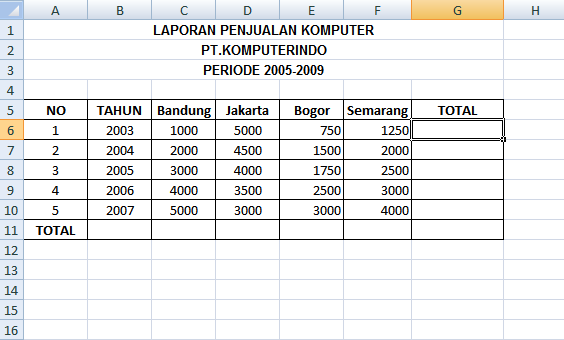 A B C D E F G H
1 LAPORAN PENJUALAN KOMPUTER
2 PT.KOMPUTERINDO
3 PERIODE 2005-2009
4
5 NO TAHUN Bandung Jakarta Bogor Semarang TOTAL
6 1 2003 1000 5000 750 1250
7 2 2004 2000 4500 1500 2000
8 3 2005 3000 4000 1750 2500
9 4 2006 4000 3500 2500 3000
10 5 2007 5000 3000 3000 4000
11 TOTAL
12
13
14
15
16